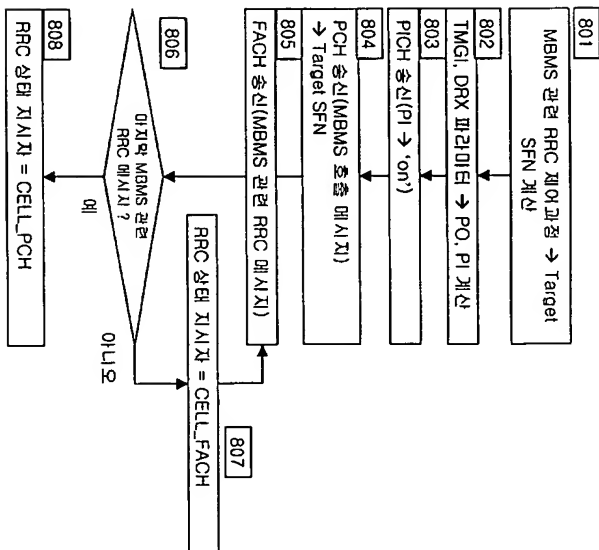 801
MBMS 관련 RRC 제어과정 → Target
SFN 계산
802
TMGI, DRX 파라미터 → PO, PI 계산
803
PICH 송신(PI → 'on')
804
PCH 송신(MBMS 호출 메시지)
→ Target SFN
805
FACH 송신(MBMS 관련 RRC 메시지)
806
마지막 MBMS 관련
RRC 메시지 ?
아니오
807
RRC 상태 지시자 = CELL_FACH
예
808
RRC 상태 지시자 = CELL_PCH